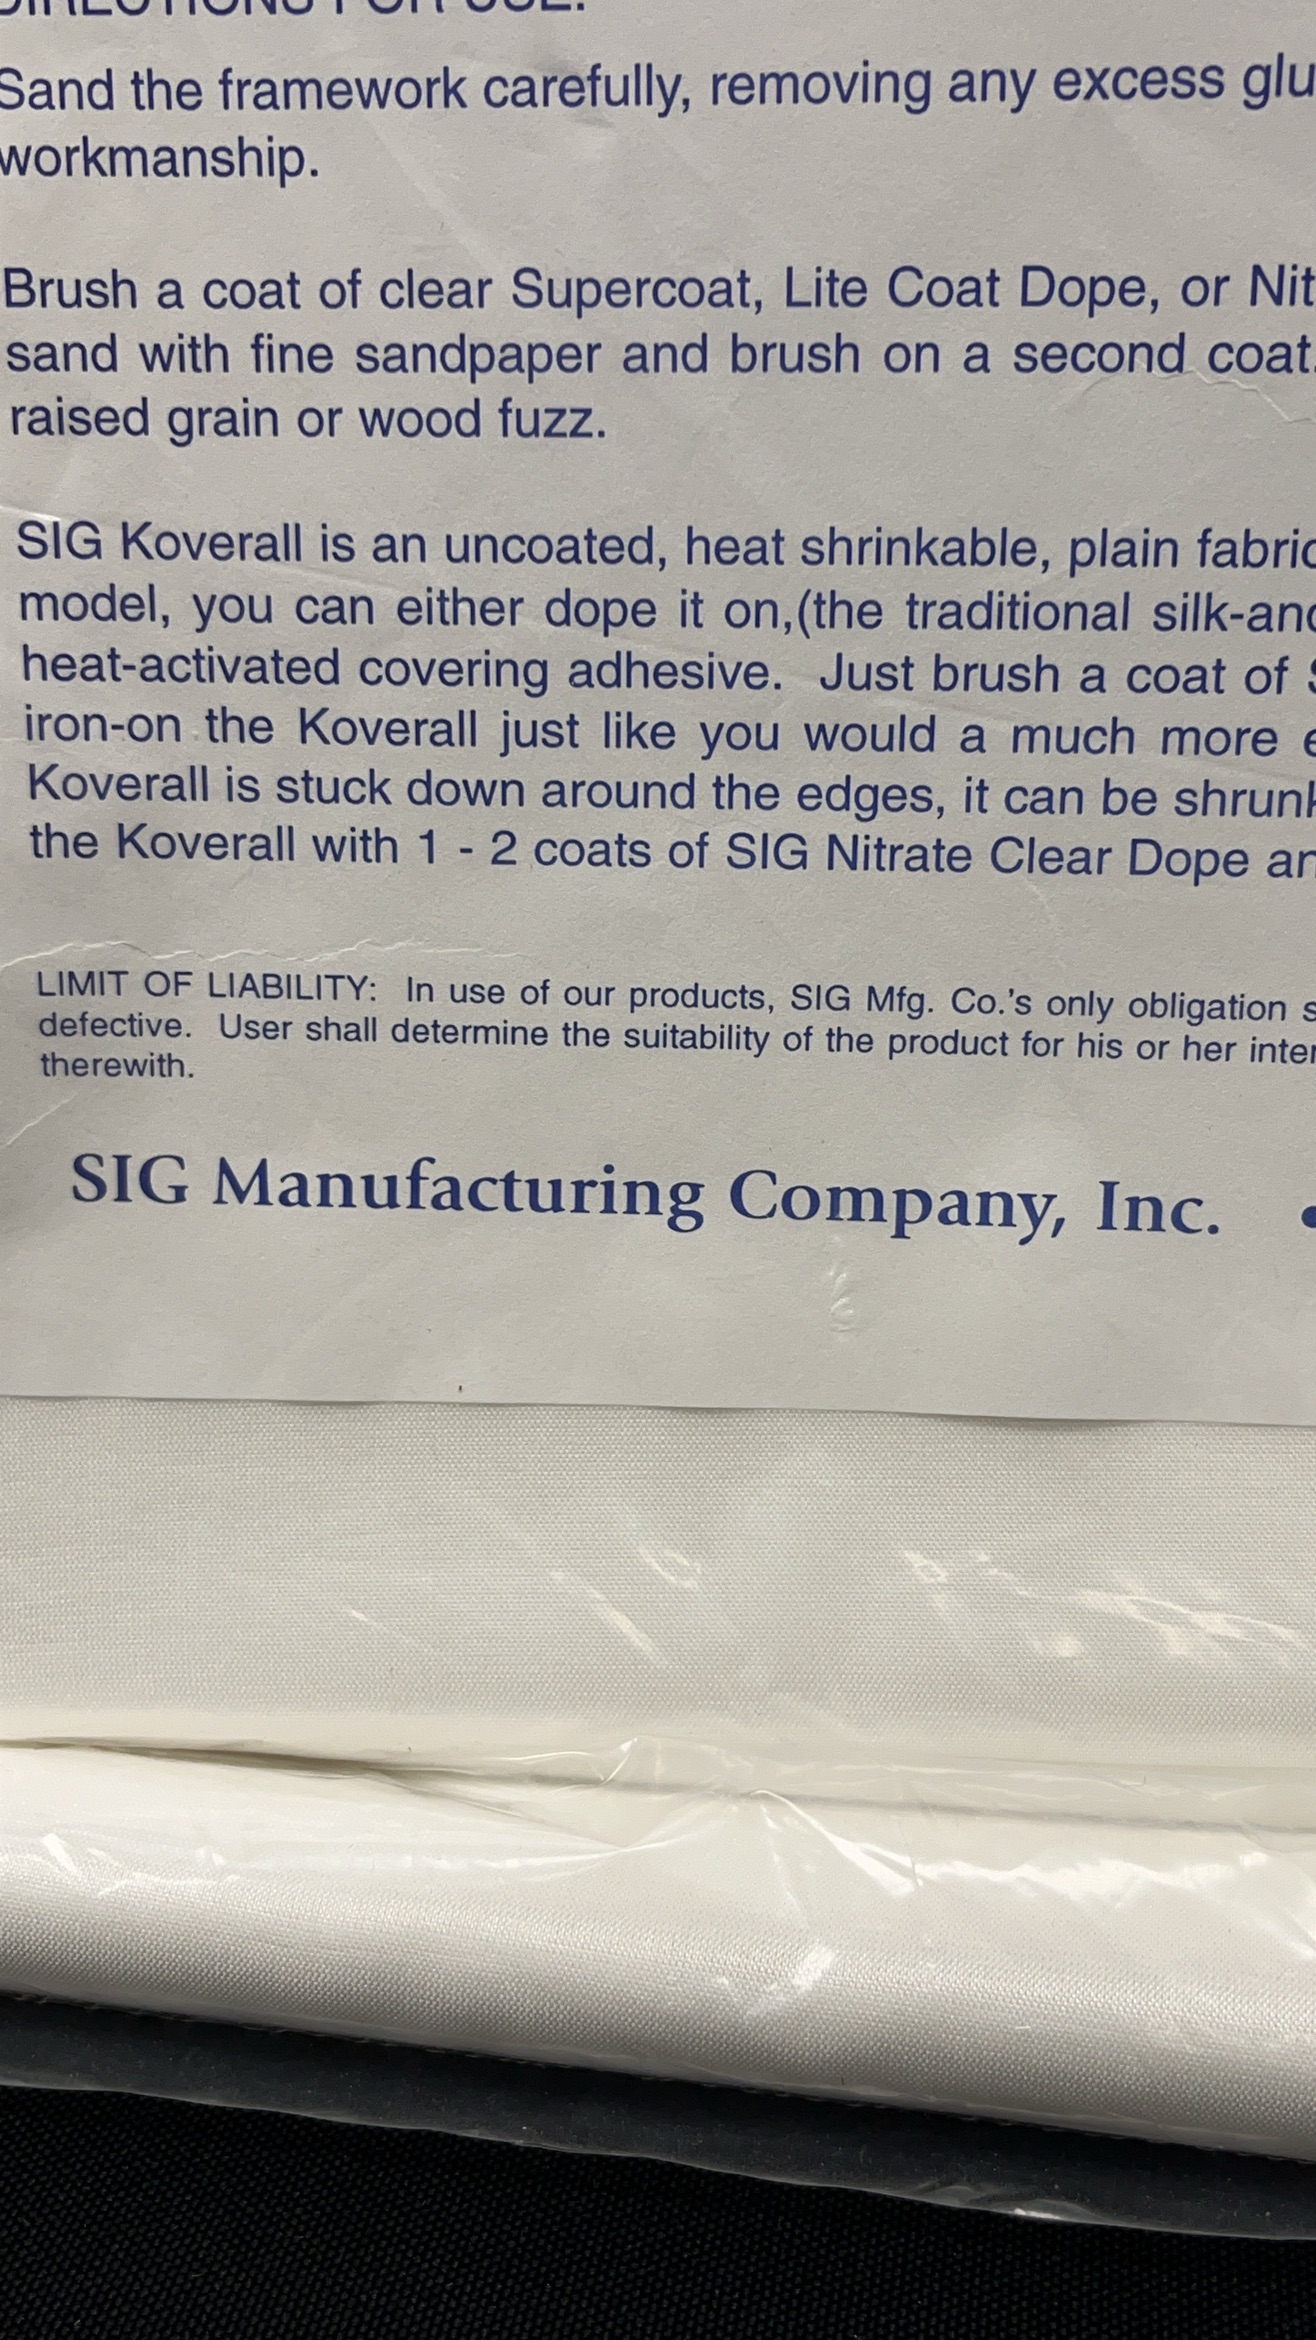 DIRECTIONS FOR USE:
Sand the framework carefully, removing any excess glu
workmanship.
Brush a coat of clear Supercoat, Lite Coat Dope, or Nit
sand with fine sandpaper and brush on a second coat.
raised grain or wood fuzz.
SIG Koverall is an uncoated, heat shrinkable, plain fabric
model, you can either dope it on,(the traditional silk-and
heat-activated covering adhesive. Just brush a coat of S
iron-on the Koverall just like you would a much more e
Koverall is stuck down around the edges, it can be shrunk
the Koverall with 1 - 2 coats of SIG Nitrate Clear Dope an
LIMIT OF LIABILITY: In use of our products, SIG Mfg. Co.'s only obligation s
defective. User shall determine the suitability of the product for his or her inten
therewith.
SIG Manufacturing Company, Inc. •